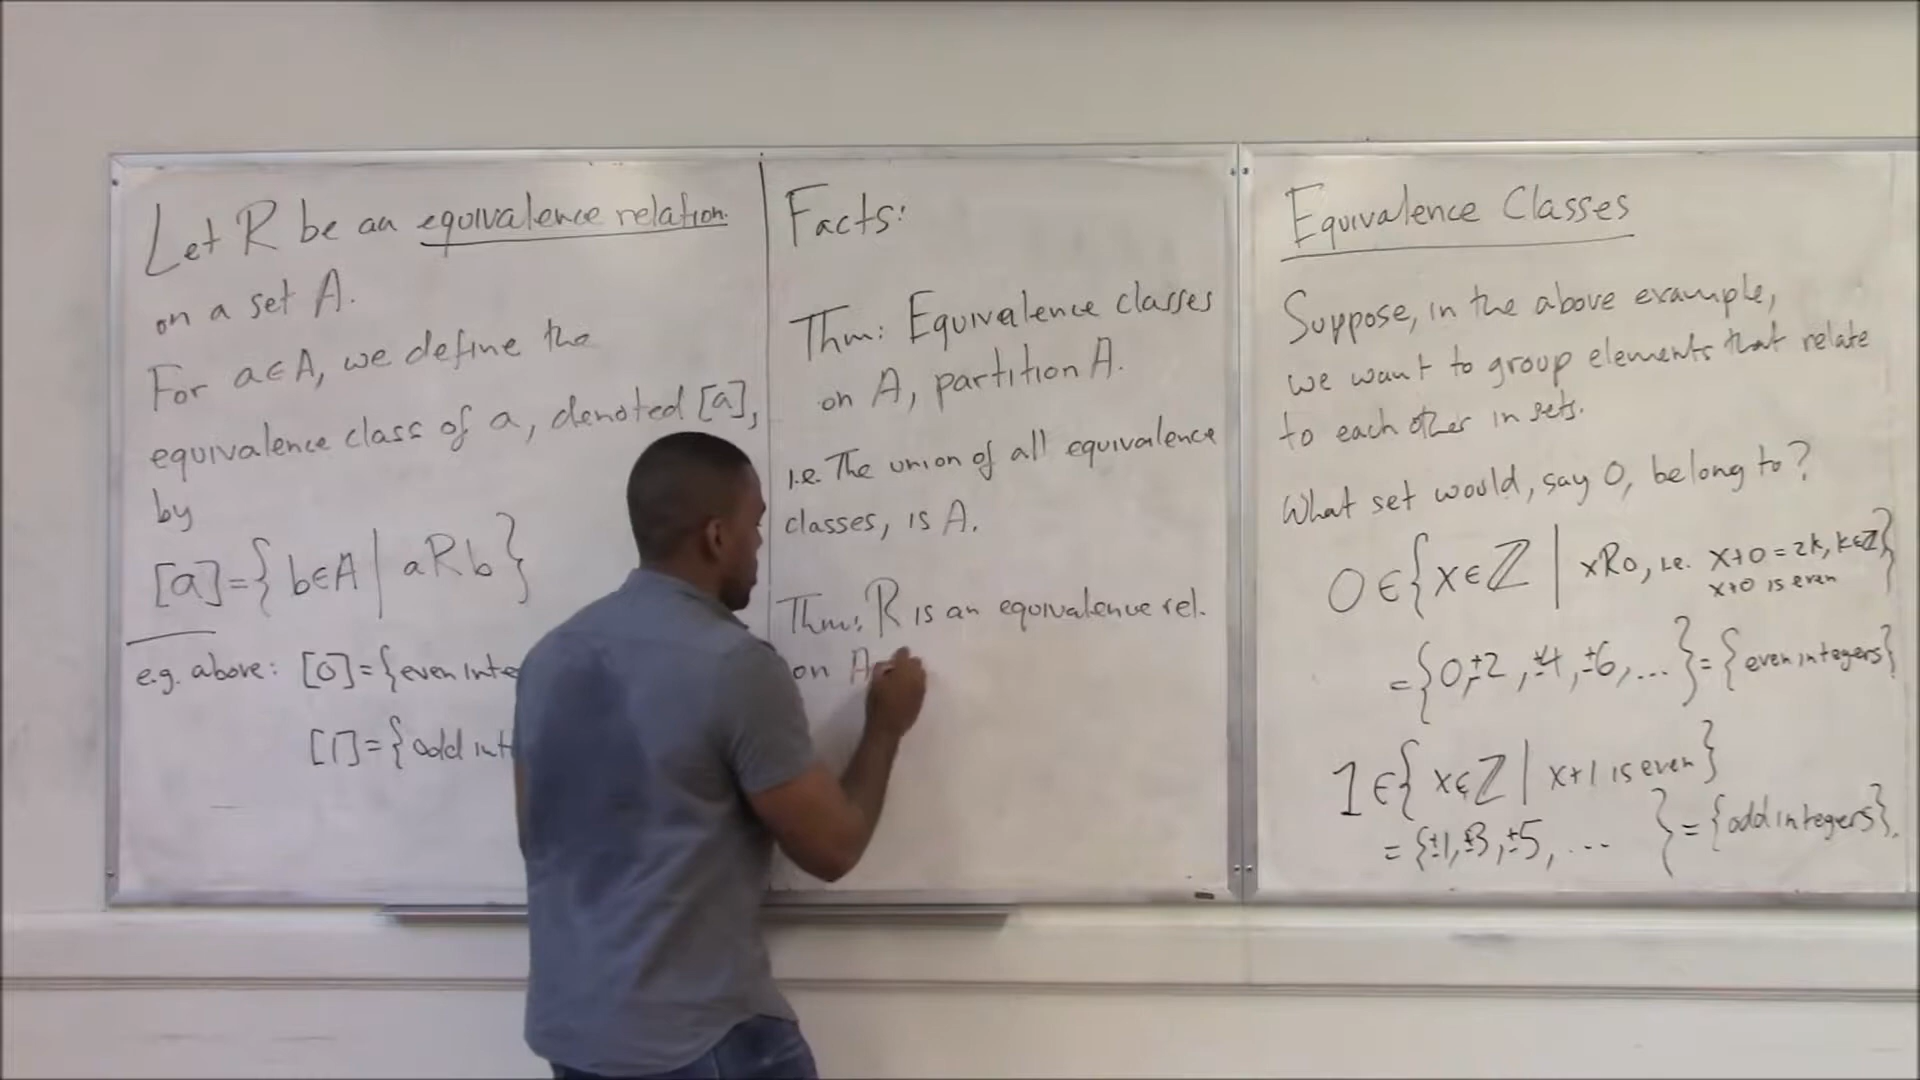 Let R be an equivalence relation.
on a set A.
For a∈A, we define the
equivalence class of a, denoted [a],
by
[a]={b∈A | aRb}
e.g. above: [0]={even inte
[1]={odd int
Facts:
Thm: Equivalence classes
on A, partition A.
i.e. The union of all equivalence
classes, is A.
Thm: R is an equivalence rel.
on A
Equivalence Classes
Suppose, in the above example,
we want to group elements that relate
to each other in sets.
What set would, say 0, belong to?
0∈{x∈ℤ | xR0, i.e. x+0=2k, k∈ℤ}
x+0 is even
={0,±2,±4,±6,...}={even integers}
1∈{x∈ℤ | x+1 is even}
={±1,±3,±5,... }={odd integers}.